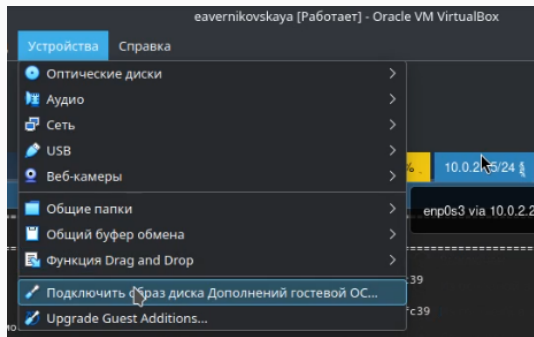 eavernikovskaya [Работает] - Oracle VM VirtualBox
Устройства Справка
Оптические диски
Аудио
Сеть
USB
Веб-камеры
Общие папки
Общий буфер обмена
Функция Drag and Drop
Подключить образ диска Дополнений гостевой ОС...
Upgrade Guest Additions...
%
enp0s3 via 10.0.2.2
:39
fc39